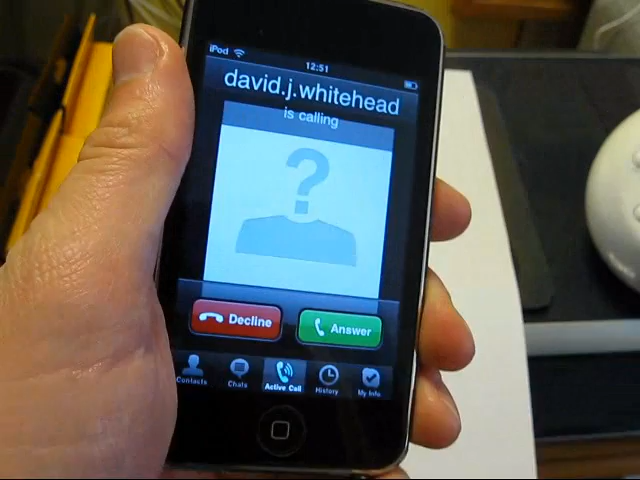 iPod 12:51
david.j.whitehead
is calling
?
Decline Answer
Contacts Chats Active Call History My Info